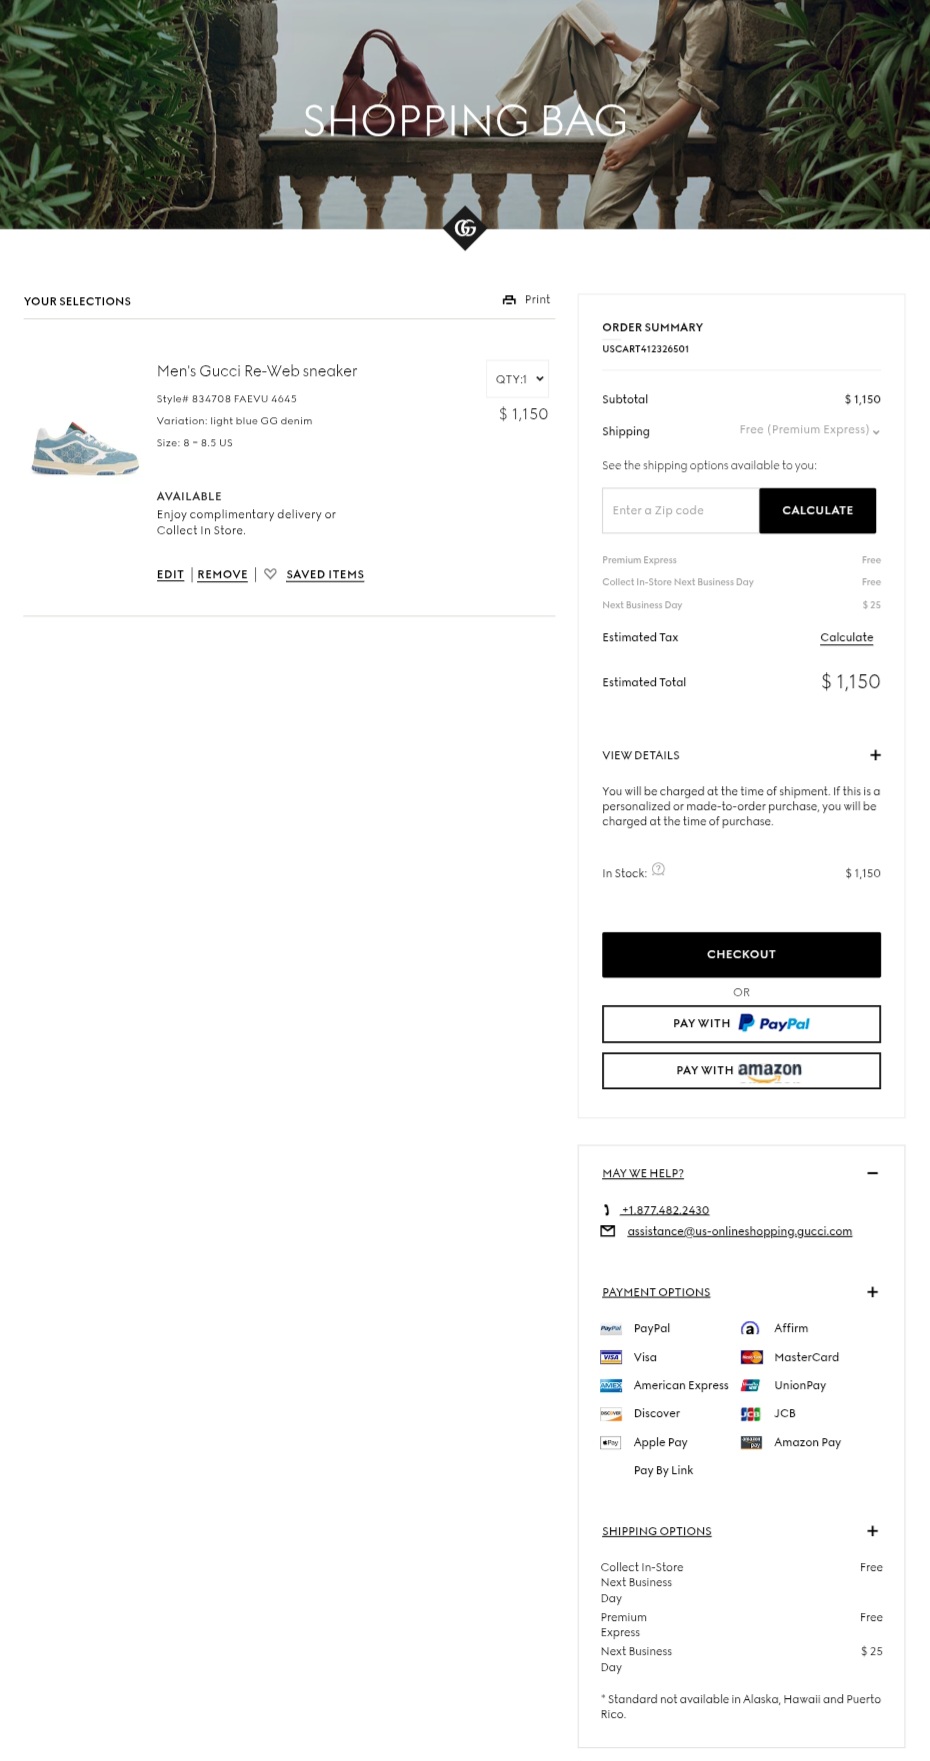 SHOPPING BAG
YOUR SELECTIONS
Print
Men's Gucci Re-Web sneaker
Style# 834708 FAEVU 4645
Variation: light blue GG denim
Size: 8 = 8.5 US
QTY:1
$ 1,150
AVAILABLE
Enjoy complimentary delivery or
Collect In Store.
EDIT | REMOVE | SAVED ITEMS
ORDER SUMMARY
USCART412326501
Subtotal $ 1,150
Shipping Free (Premium Express)
See the shipping options available to you:
Enter a Zip code CALCULATE
Premium Express Free
Collect In-Store Next Business Day Free
Next Business Day $ 25
Estimated Tax Calculate
Estimated Total $ 1,150
VIEW DETAILS +
You will be charged at the time of shipment. If this is a
personalized or made-to-order purchase, you will be
charged at the time of purchase.
In Stock: ? $ 1,150
CHECKOUT
OR
PAY WITH PayPal
PAY WITH amazon
MAY WE HELP? −
+1.877.482.2430
assistance@us-onlineshopping.gucci.com
PAYMENT OPTIONS +
PayPal PayPal a Affirm
VISA Visa MasterCard
AMEX American Express UnionPay
DISCOVER Discover JCB JCB
Pay Apple Pay amazon pay Amazon Pay
Pay By Link
SHIPPING OPTIONS +
Collect In-Store Free
Next Business
Day
Premium Free
Express
Next Business $ 25
Day
* Standard not available in Alaska, Hawaii and Puerto
Rico.